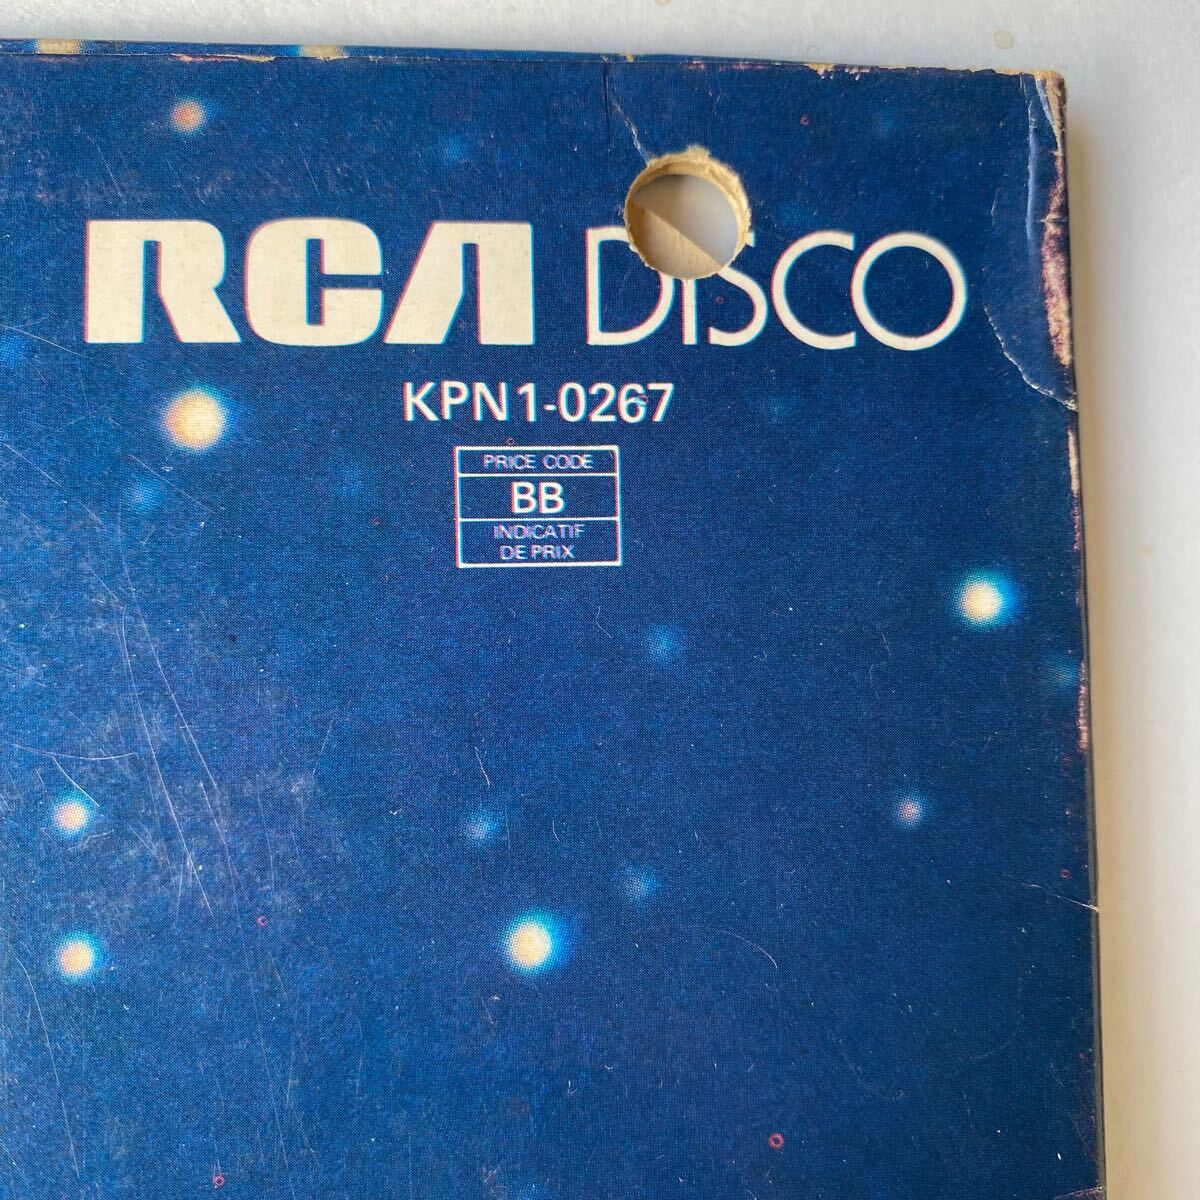 RCA DISCO
KPN1-0267
PRICE CODE
BB
INDICATIF
DE PRIX